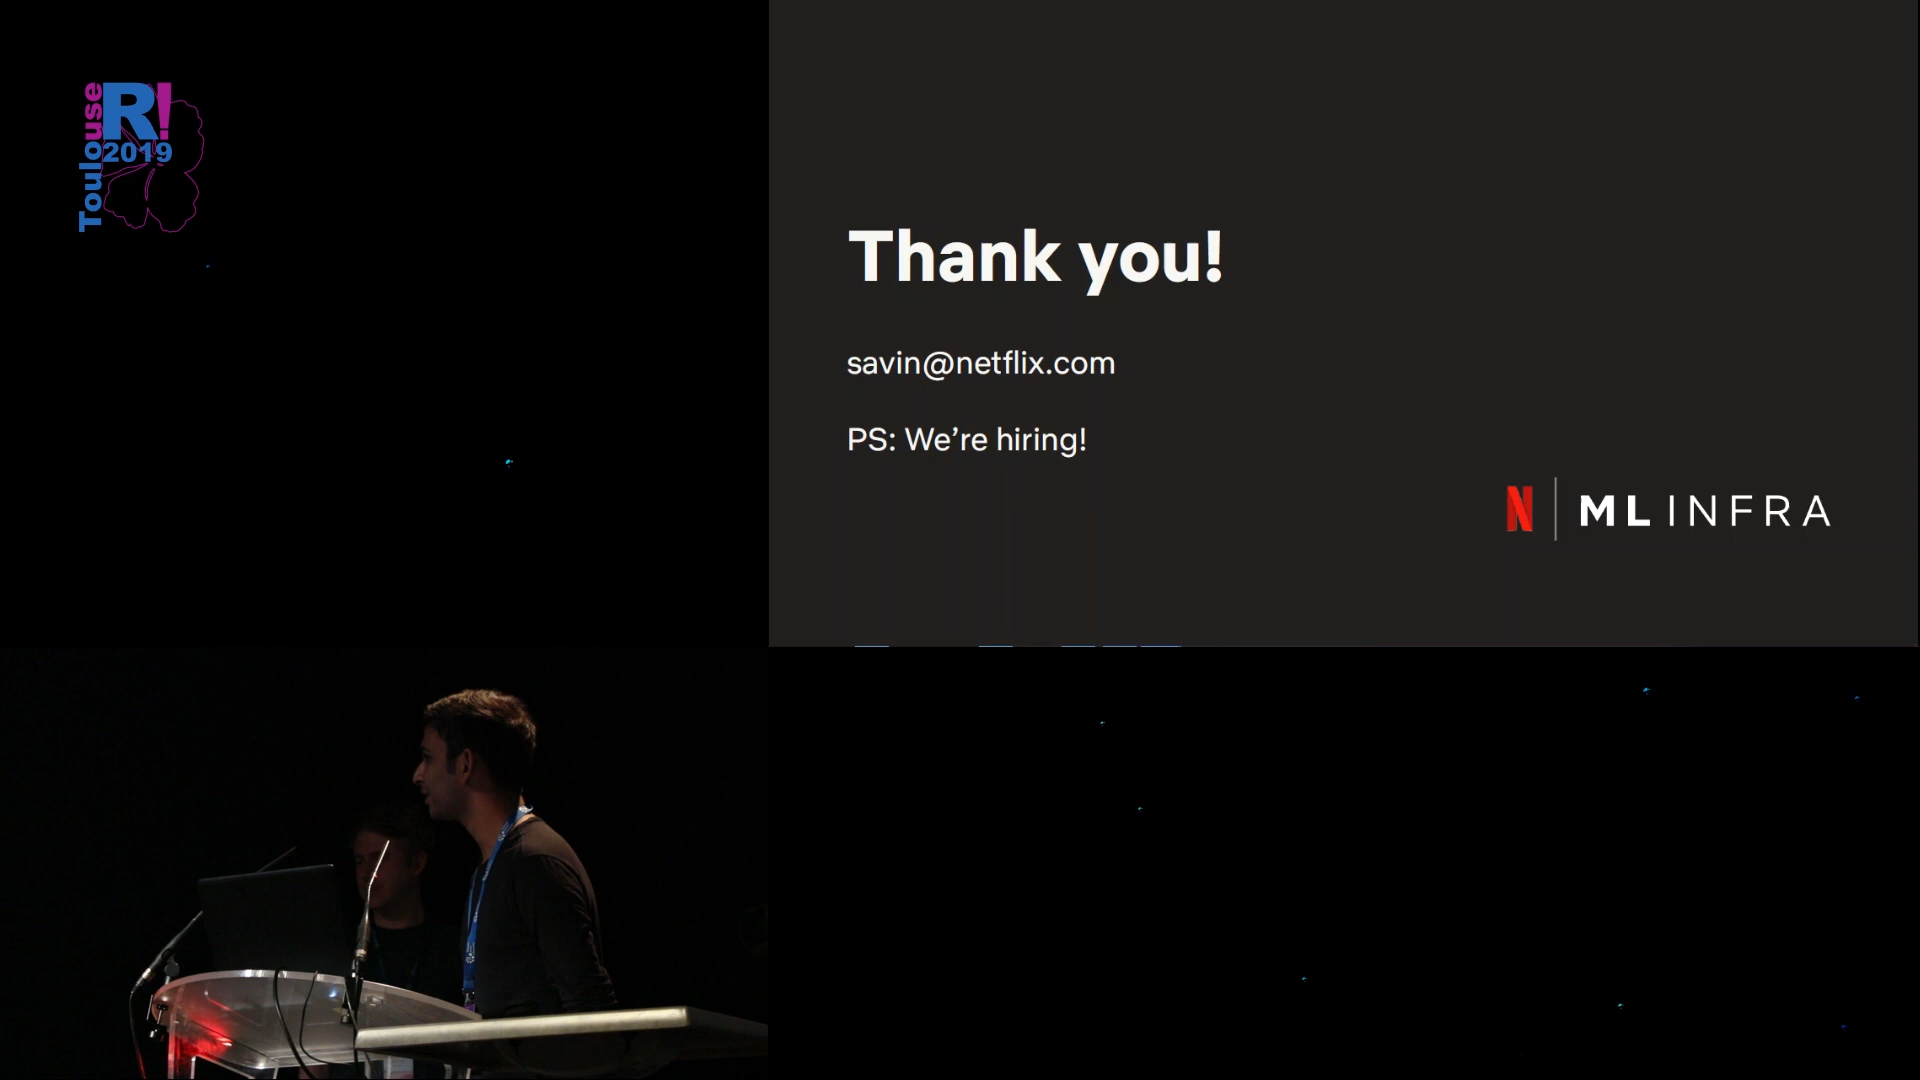 Toulouse
R!
2019
Thank you!
savin@netflix.com
PS: We’re hiring!
N | ML INFRA